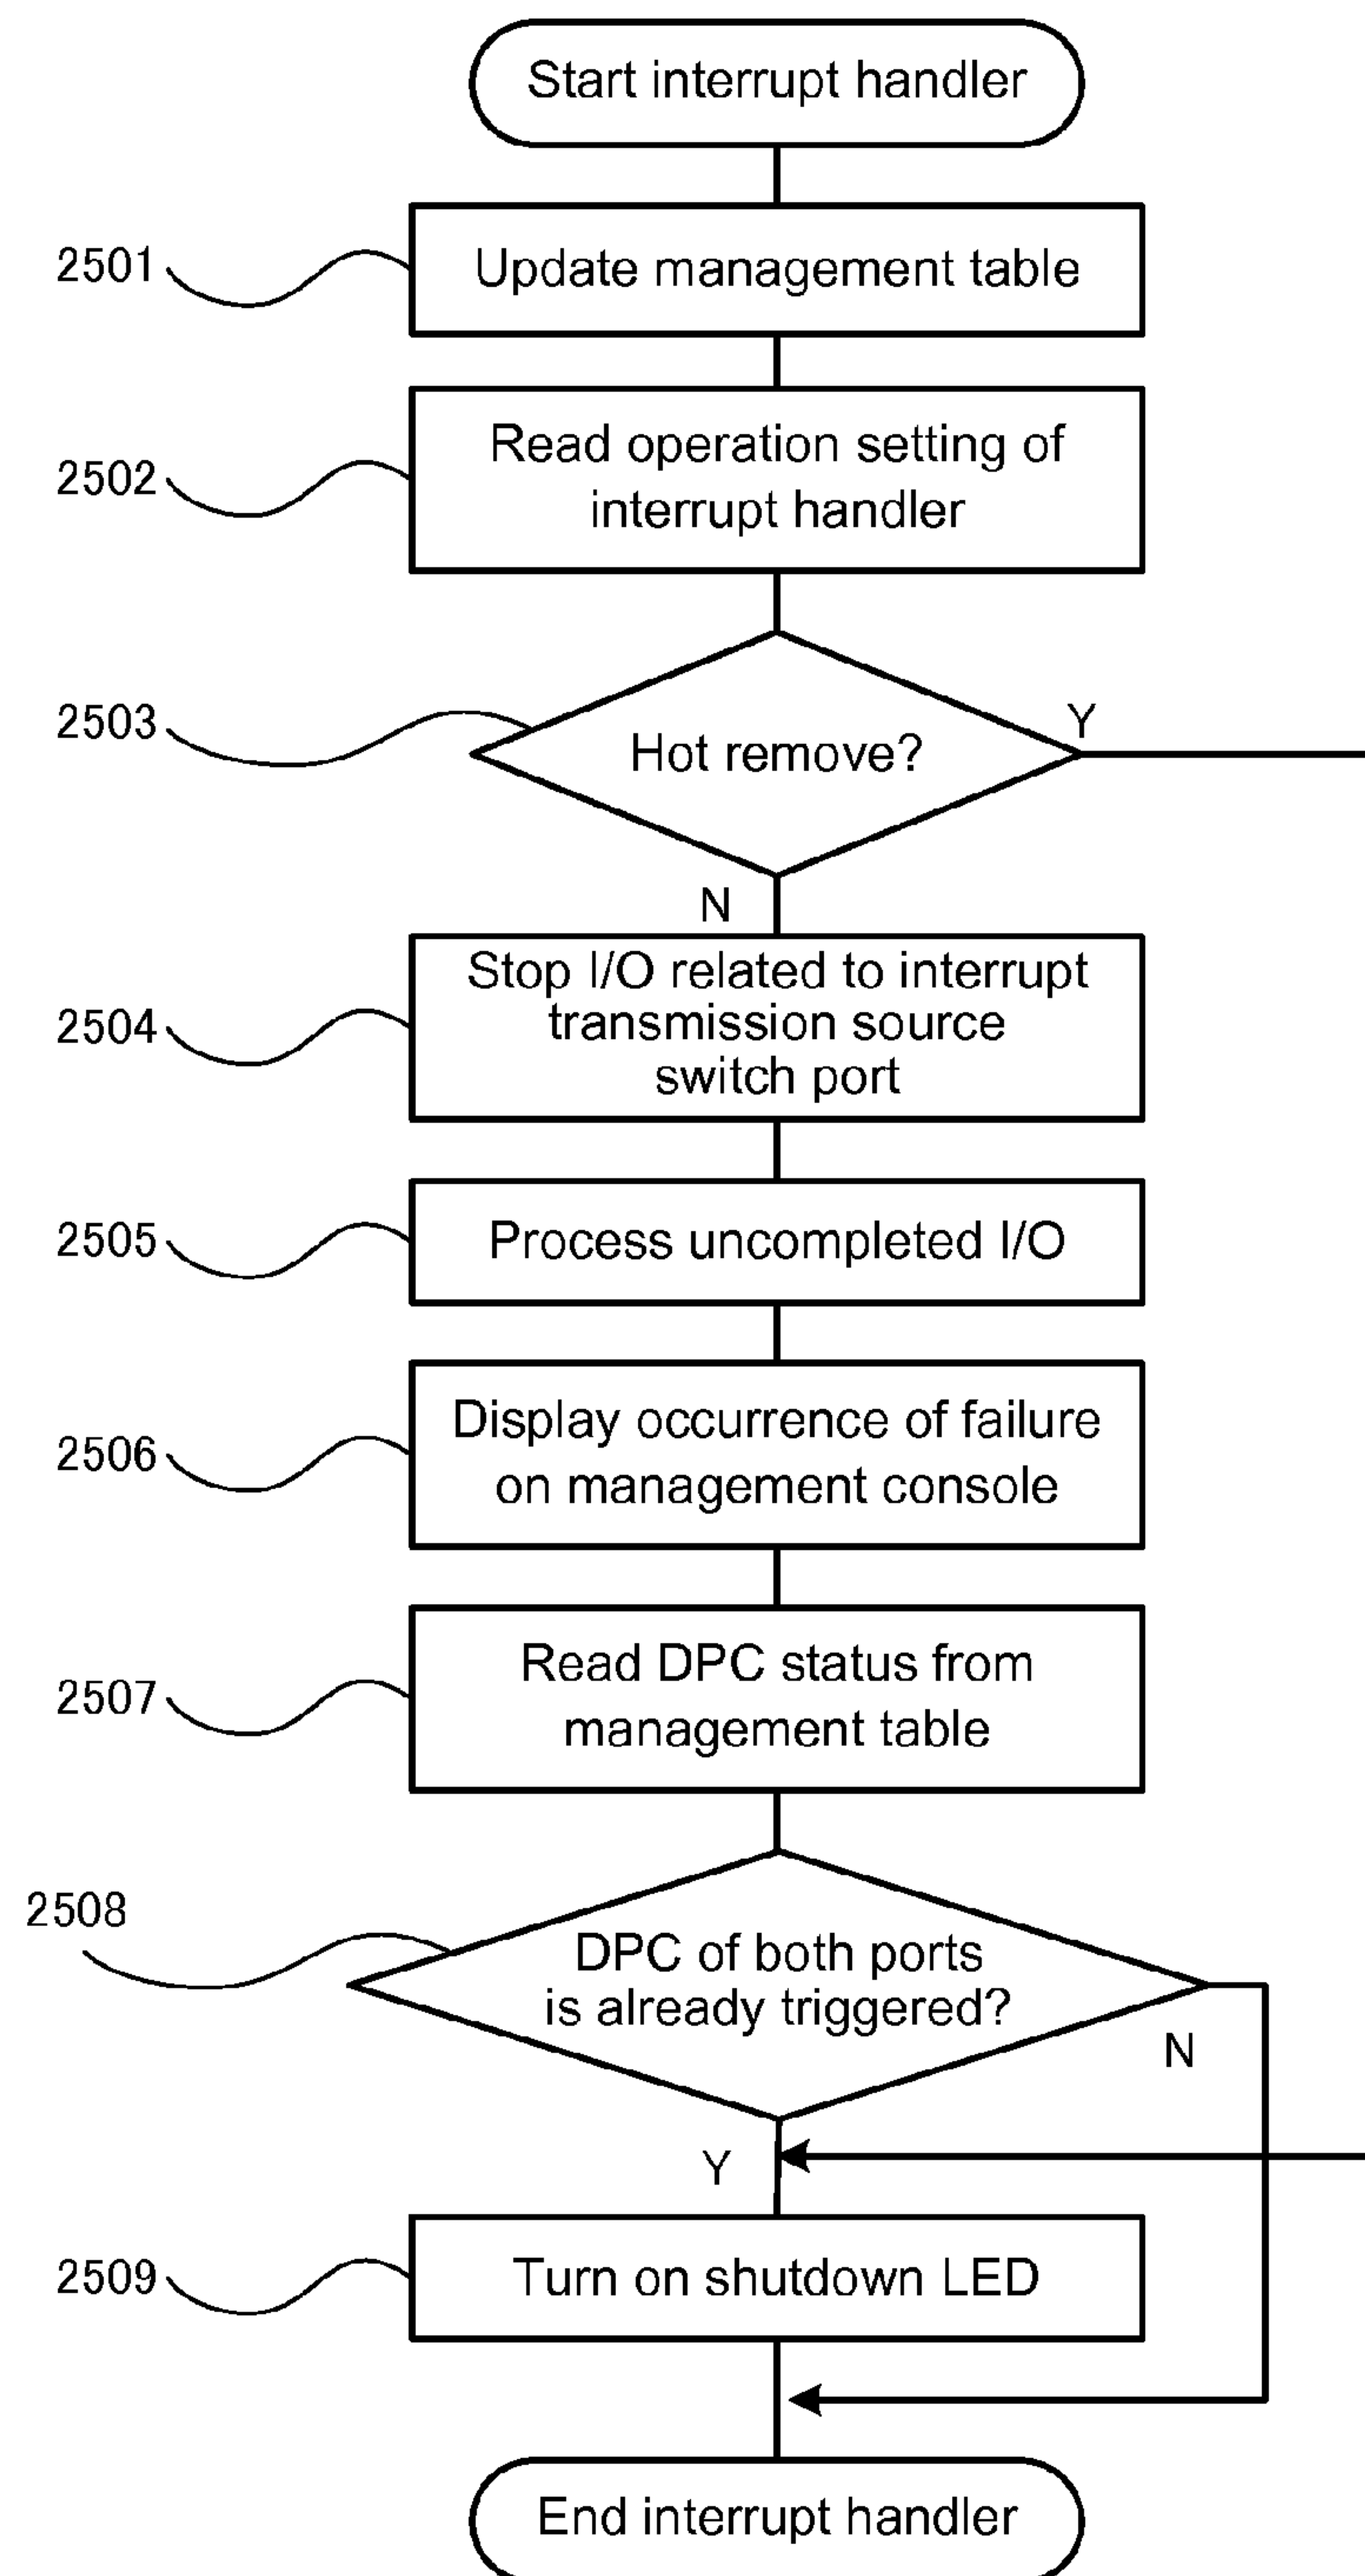 Start interrupt handler
2501
Update management table
2502
Read operation setting of
interrupt handler
2503
Hot remove?
Y
N
2504
Stop I/O related to interrupt
transmission source
switch port
2505
Process uncompleted I/O
2506
Display occurrence of failure
on management console
2507
Read DPC status from
management table
2508
DPC of both ports
is already triggered?
N
Y
2509
Turn on shutdown LED
End interrupt handler